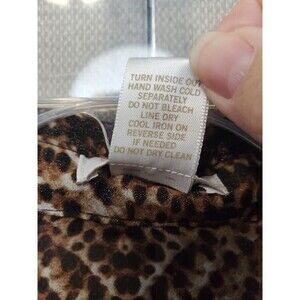 TURN INSIDE OUT
HAND WASH COLD
SEPARATELY
DO NOT BLEACH
LINE DRY
COOL IRON ON
REVERSE SIDE
IF NEEDED
DO NOT DRY CLEAN